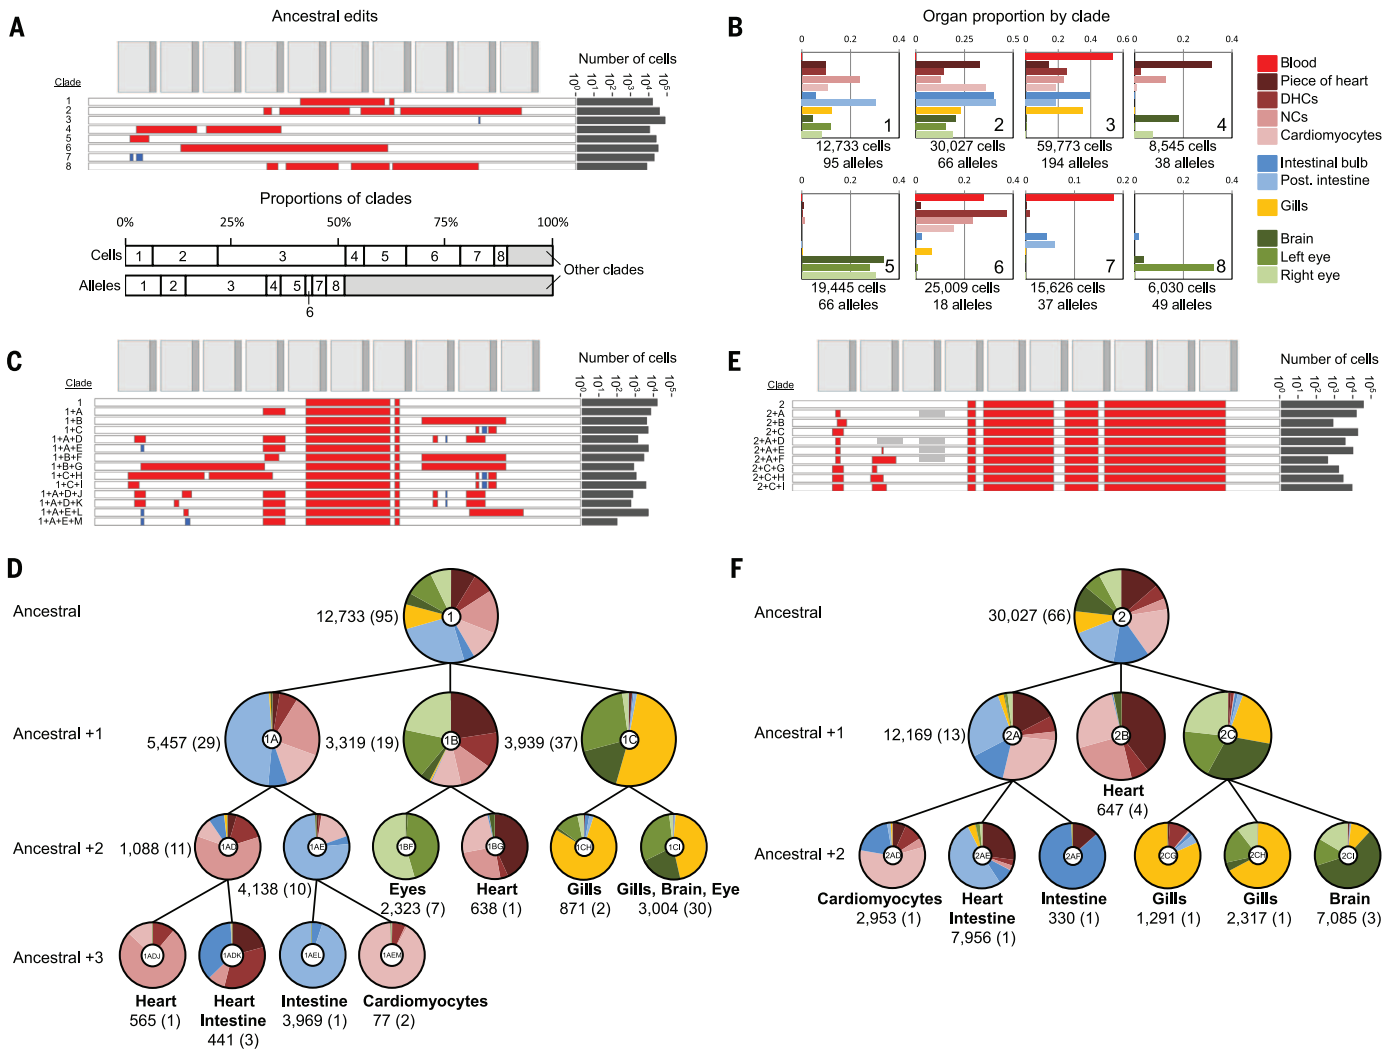 A
Ancestral edits
Number of cells
Clade
10⁰ 10¹ 10² 10³ 10⁴ 10⁵
1
2
3
4
5
6
7
8
Proportions of clades
0% 25% 50% 75% 100%
Cells 1 2 3 4 5 6 7 8
Other clades
Alleles 1 2 3 4 5 7 8
6
B
Organ proportion by clade
0 0.2 0.4
1
12,733 cells
95 alleles
0 0.25 0.5
2
30,027 cells
66 alleles
0 0.2 0.4 0.6
3
59,773 cells
194 alleles
0 0.2 0.4
4
8,545 cells
38 alleles
0 0.2 0.4
5
19,445 cells
66 alleles
0 0.2 0.4
6
25,009 cells
18 alleles
0 0.1 0.2
7
15,626 cells
37 alleles
0 0.2 0.4
8
6,030 cells
49 alleles
Blood
Piece of heart
DHCs
NCs
Cardiomyocytes
Intestinal bulb
Post. intestine
Gills
Brain
Left eye
Right eye
C
Number of cells
Clade
10⁰ 10¹ 10² 10³ 10⁴ 10⁵
1
1+A
1+B
1+C
1+A+D
1+A+E
1+B+F
1+B+G
1+C+H
1+C+I
1+A+D+J
1+A+D+K
1+A+E+L
1+A+E+M
E
Number of cells
Clade
10⁰ 10¹ 10² 10³ 10⁴ 10⁵
2
2+A
2+B
2+C
2+A+D
2+A+E
2+A+F
2+C+G
2+C+H
2+C+I
D
Ancestral
12,733 (95) 1
Ancestral +1
5,457 (29) 1A 3,319 (19) 1B 3,939 (37) 1C
Ancestral +2
1,088 (11) 1AD 1AE 1BF 1BG 1CH 1CI
4,138 (10)
Eyes
2,323 (7)
Heart
638 (1)
Gills
871 (2)
Gills, Brain, Eye
3,004 (30)
Ancestral +3
1ADJ 1ADK 1AEL 1AEM
Heart
565 (1)
Heart
Intestine
441 (3)
Intestine
3,969 (1)
Cardiomyocytes
77 (2)
F
Ancestral
30,027 (66) 2
Ancestral +1
12,169 (13) 2A 2B 2C
Heart
647 (4)
Ancestral +2
2AD 2AE 2AF 2CG 2CH 2CI
Cardiomyocytes
2,953 (1)
Heart
Intestine
7,956 (1)
Intestine
330 (1)
Gills
1,291 (1)
Gills
2,317 (1)
Brain
7,085 (3)